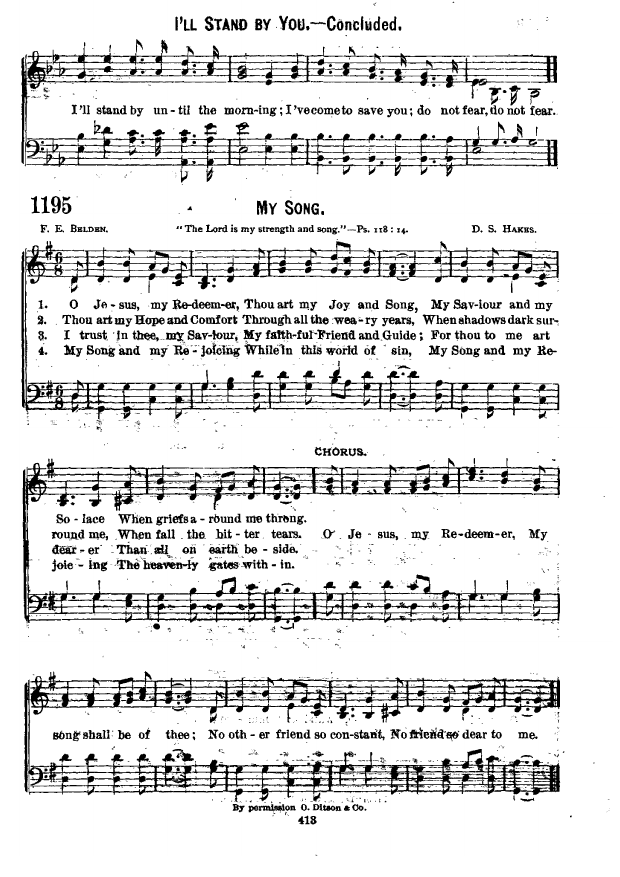 I'LL STAND BY YOU.—Concluded.
I'll stand by un-til the morn-ing; I've come to save you; do not fear, do not fear.
1195
MY SONG.
F. E. BELDEN. "The Lord is my strength and song."—Ps. 118:14. D. S. HAKES.
6 8
1. O Je-sus, my Re-deem-er, Thou art my Joy and Song, My Sav-iour and my
2. Thou art my Hope and Comfort Through all the wea-ry years, When shadows dark sur-
3. I trust in thee, my Sav-iour, My faith-ful Friend and Guide; For thou to me art
4. My Song and my Re-joicing While in this world of sin, My Song and my Re-
6 8
CHORUS.
So-lace When griefs a-round me throng.
round me, When fall the bit-ter tears. O Je-sus, my Re-deem-er, My
dear-er Than all on earth be-side.
joic-ing The heaven-ly gates with-in.
song shall be of thee; No oth-er friend so con-stant, No friend so dear to me.
By permission O. Ditson & Co.
413